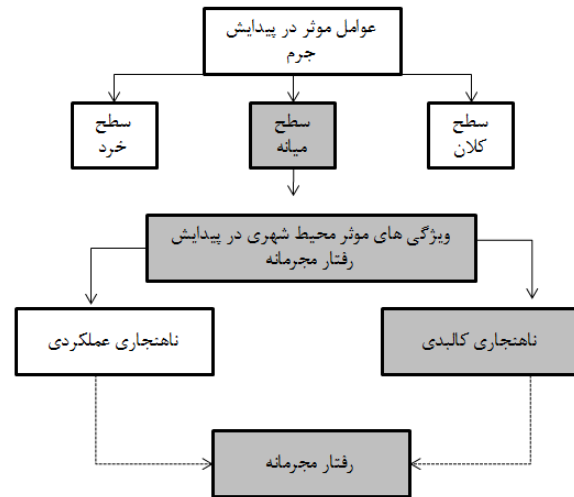 عوامل موثر در پیدایش
جرم
سطح
کلان
سطح
میانه
سطح
خرد
ویژگی های موثر محیط شهری در پیدایش
رفتار مجرمانه
ناهنجاری کالبدی
ناهنجاری عملکردی
رفتار مجرمانه